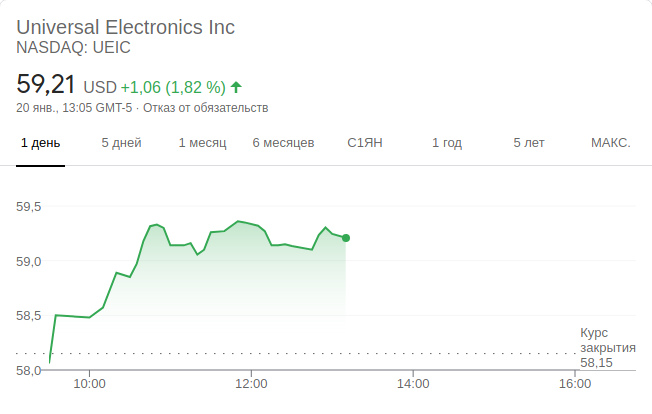 Universal Electronics Inc
NASDAQ: UEIC
59,21 USD +1,06 (1,82 %)
20 янв., 13:05 GMT-5 · Отказ от обязательств
1 день 5 дней 1 месяц 6 месяцев С1ЯН 1 год 5 лет МАКС.
59,5
59,0
58,5
58,0
Курс
закрытия
58,15
10:00 12:00 14:00 16:00